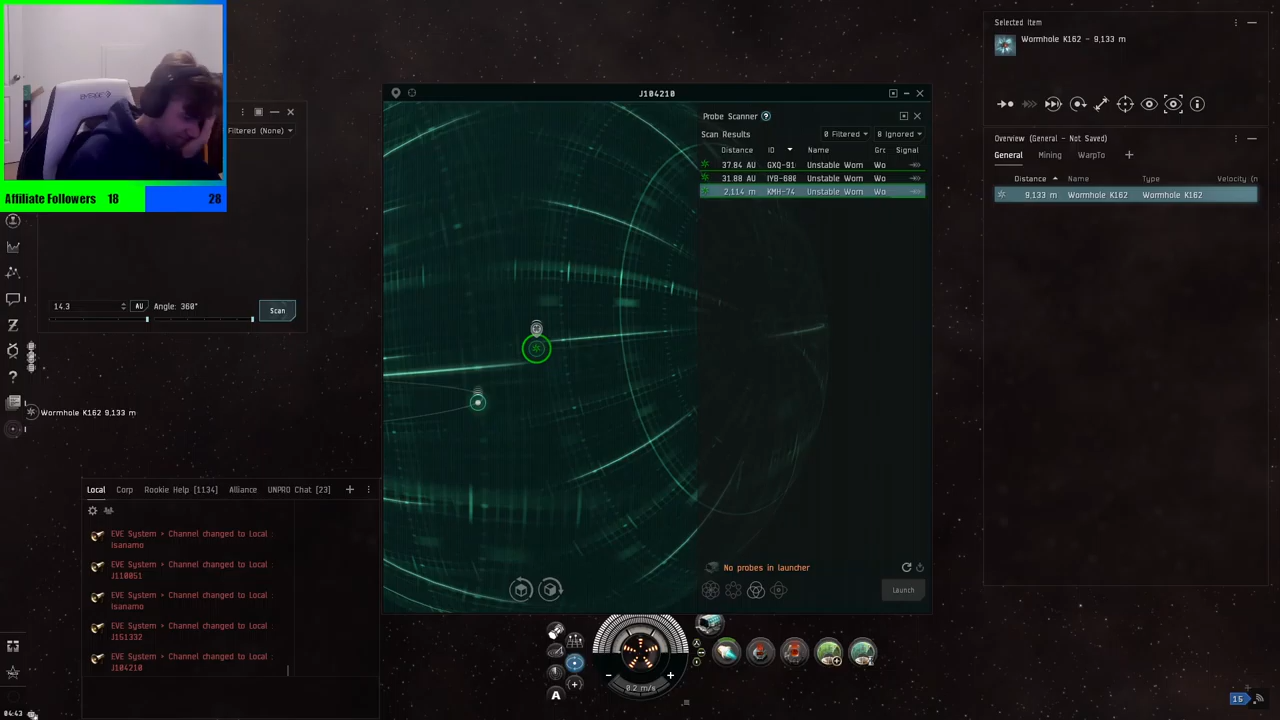 Affiliate Followers 18 28
Filtered (None)
14.3 AU Angle: 360°
Scan
Wormhole K162 9,133 m
Local Corp Rookie Help [1134] Alliance UNPRO Chat [23]
EVE System > Channel changed to Local :
Isanamo
EVE System > Channel changed to Local :
J110051
EVE System > Channel changed to Local :
Isanamo
EVE System > Channel changed to Local :
J151332
EVE System > Channel changed to Local :
J104210
04:43
J104210
Probe Scanner
Scan Results 0 Filtered 8 Ignored
Distance ID Name Gr Signal
37.84 AU GXQ-91 Unstable Worm Wo
31.88 AU IYB-680 Unstable Worm Wo
2,114 m KMH-74 Unstable Worm Wo
No probes in launcher
Launch
0.2 m/s
A
Selected Item
Wormhole K162 - 9,133 m
Overview (General - Not Saved)
General Mining WarpTo
Distance Name Type Velocity (n
9,133 m Wormhole K162 Wormhole K162
15